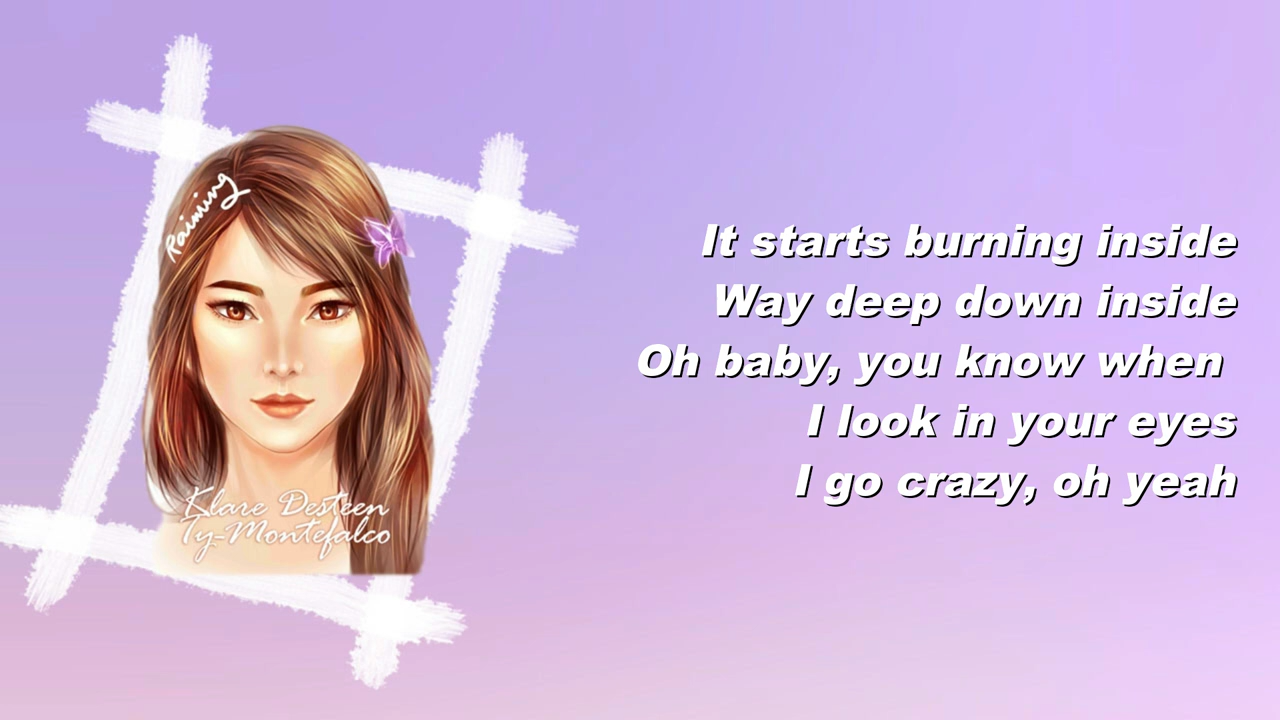 Raining
Klare Desteen
Ty-Montefalco
It starts burning inside
Way deep down inside
Oh baby, you know when
I look in your eyes
I go crazy, oh yeah